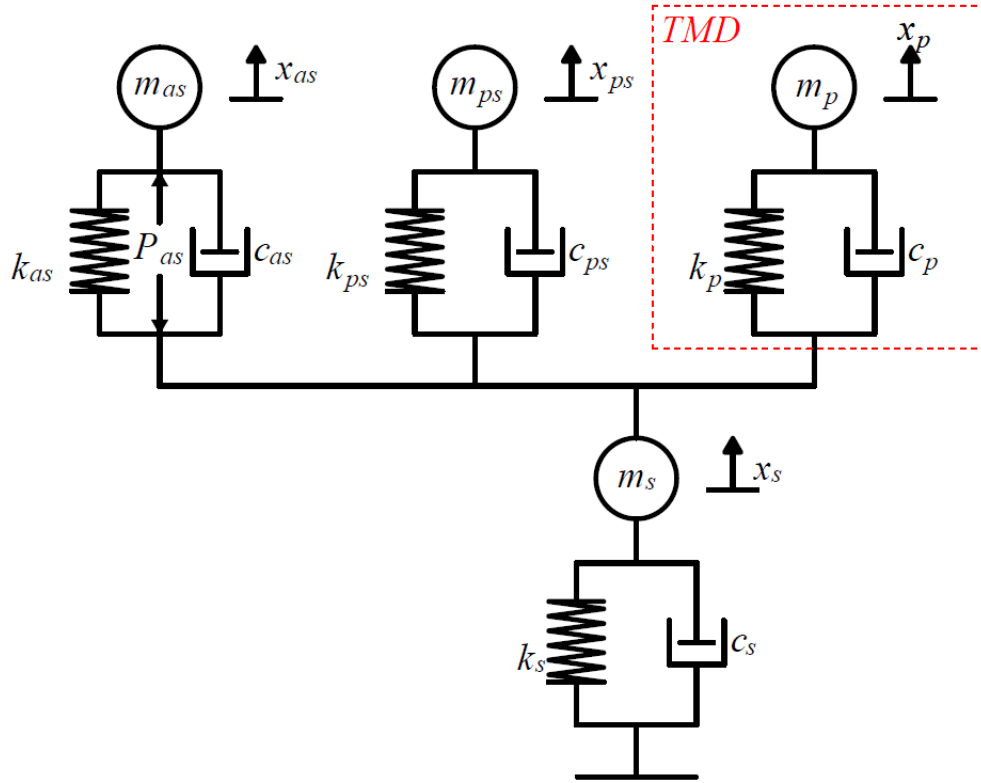 TMD
x_p
m_as
x_as
m_ps
x_ps
m_p
k_as
P_as
c_as
k_ps
c_ps
k_p
c_p
m_s
x_s
k_s
c_s